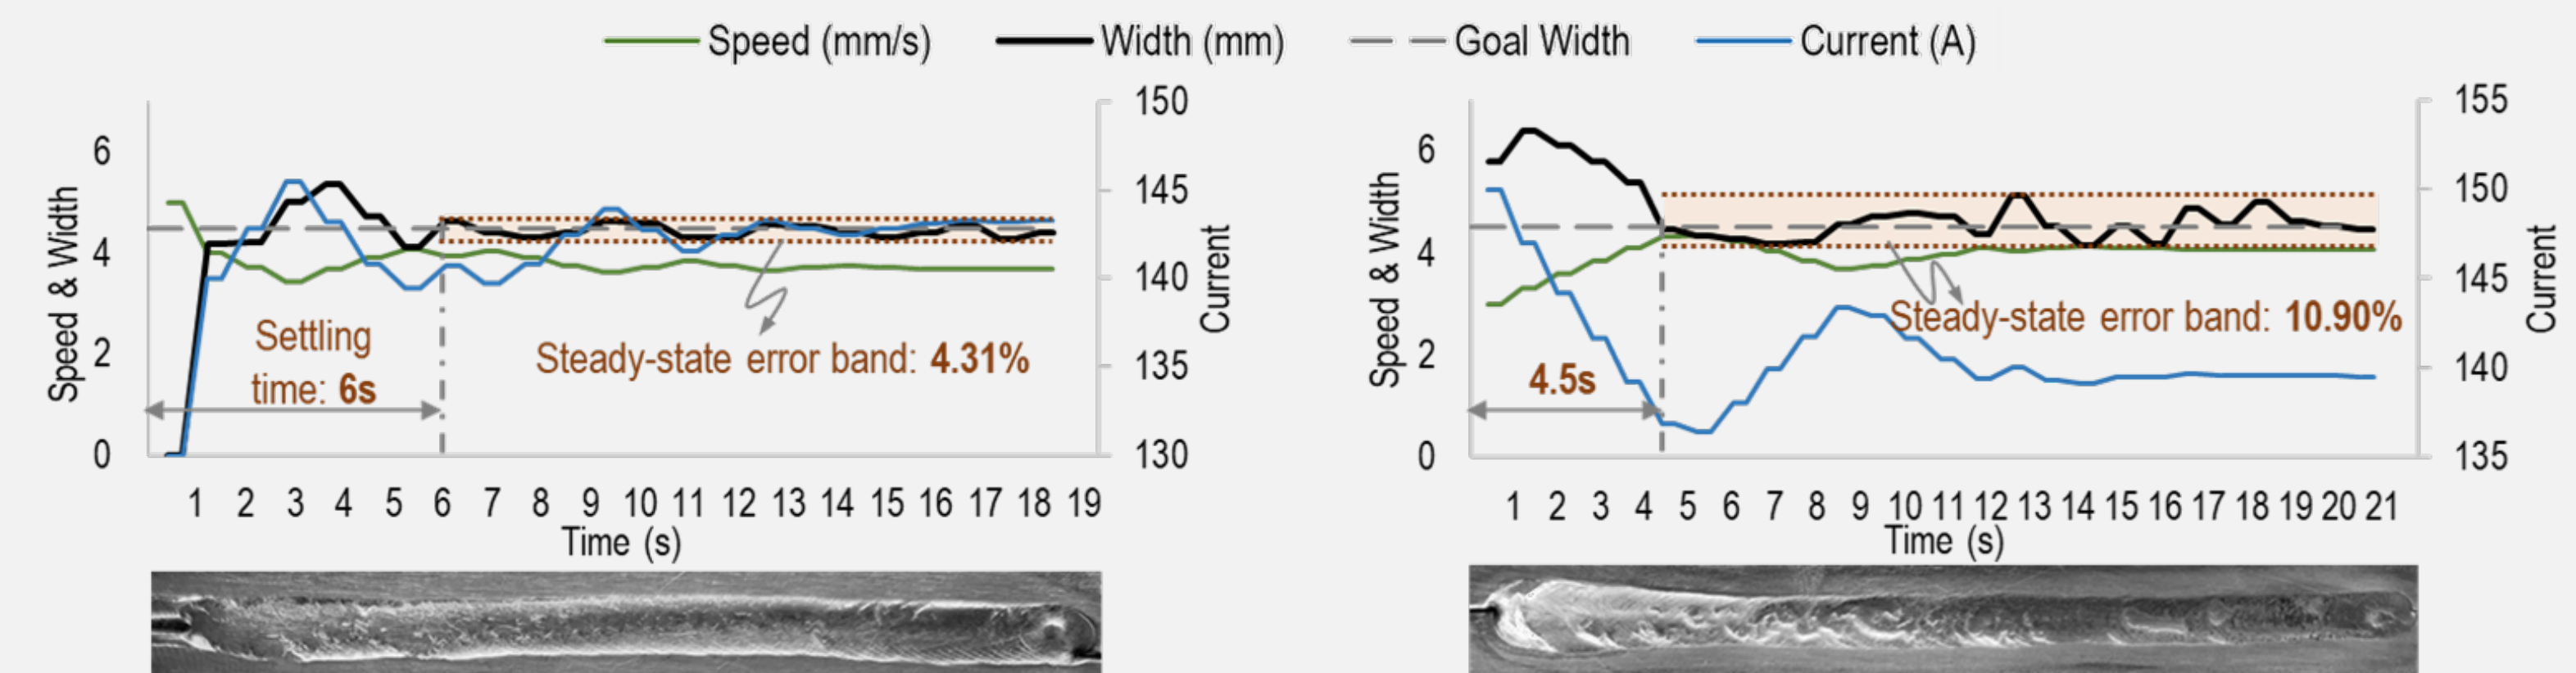 Speed (mm/s) Width (mm) Goal Width Current (A)
Speed & Width
6
4
2
0
150
145
140
135
130
Current
Settling
time: 6s
Steady-state error band: 4.31%
1 2 3 4 5 6 7 8 9 10 11 12 13 14 15 16 17 18 19
Time (s)
Speed & Width
6
4
2
0
155
150
145
140
135
Current
4.5s
Steady-state error band: 10.90%
1 2 3 4 5 6 7 8 9 10 11 12 13 14 15 16 17 18 19 20 21
Time (s)